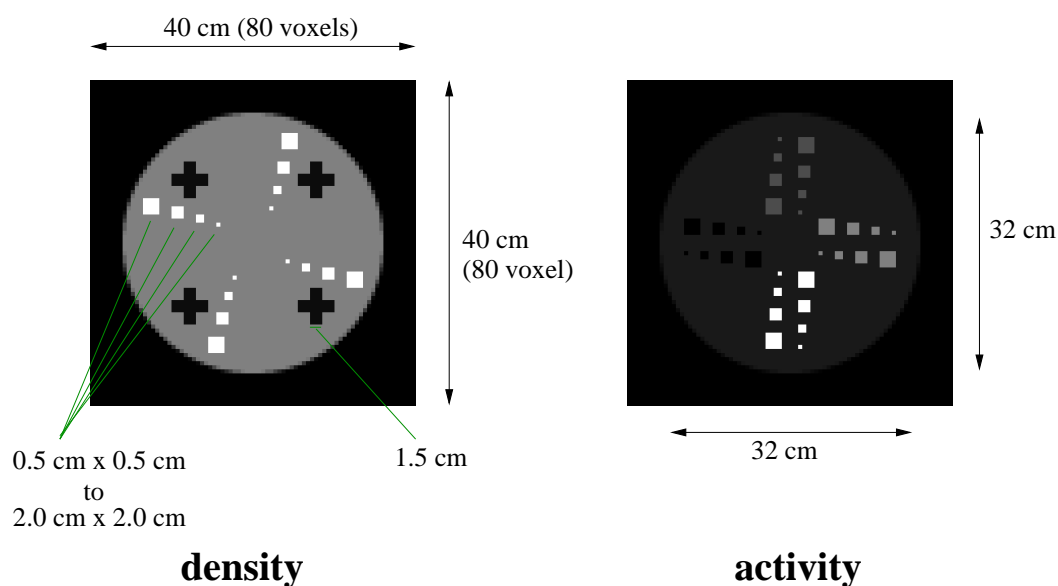 40 cm (80 voxels)
40 cm
(80 voxel)
32 cm
0.5 cm x 0.5 cm
to
2.0 cm x 2.0 cm
1.5 cm
32 cm
density
activity